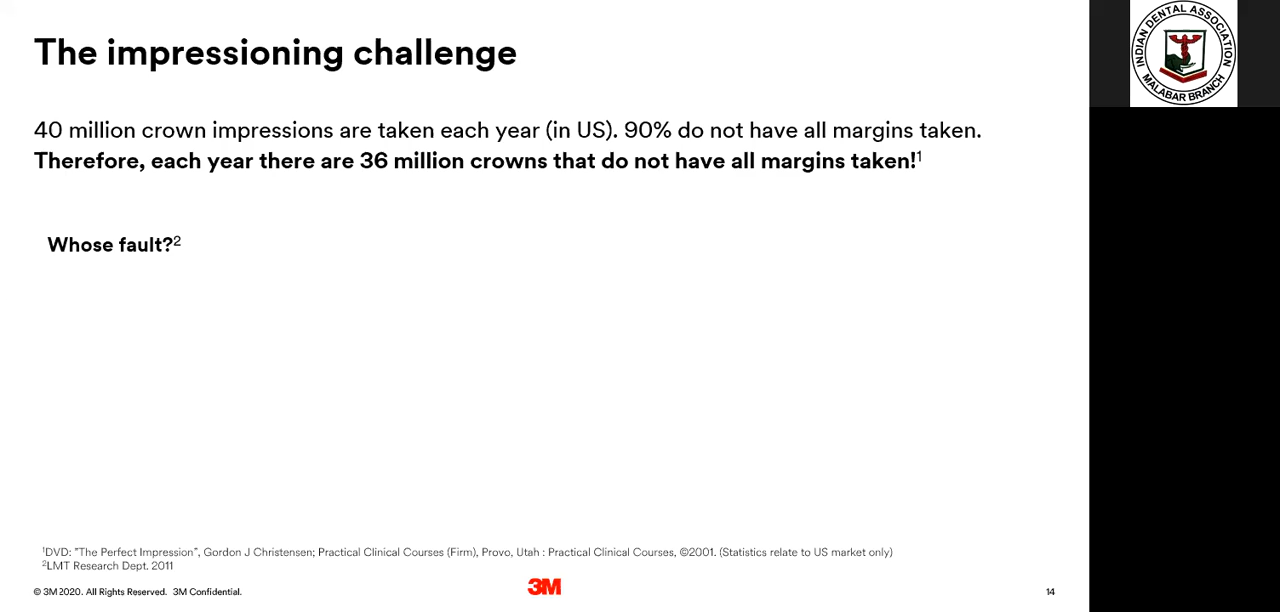 The impressioning challenge
40 million crown impressions are taken each year (in US). 90% do not have all margins taken.
Therefore, each year there are 36 million crowns that do not have all margins taken!¹
Whose fault?²
¹DVD: "The Perfect Impression", Gordon J Christensen; Practical Clinical Courses (Firm), Provo, Utah : Practical Clinical Courses, ©2001. (Statistics relate to US market only)
²LMT Research Dept. 2011
© 3M 2020. All Rights Reserved. 3M Confidential.
3M
14
INDIAN DENTAL ASSOCIATION
MALABAR BRANCH